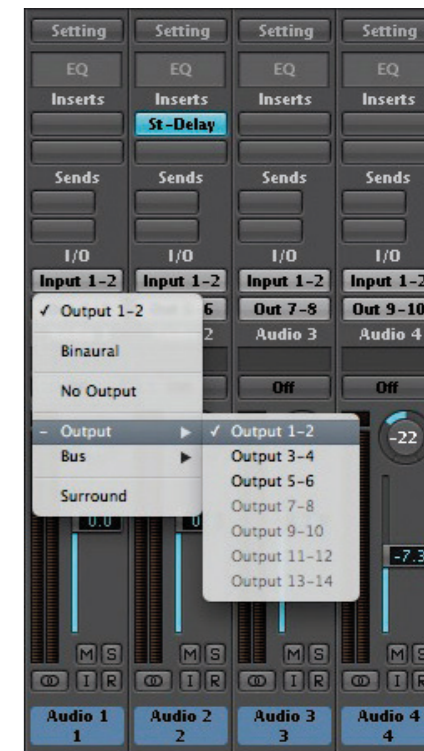 Setting Setting Setting Setting
EQ EQ EQ EQ
Inserts Inserts Inserts Inserts
St-Delay
Sends Sends Sends Sends
I/O I/O I/O I/O
Input 1-2 Input 1-2 Input 1-2 Input 1-2
✓ Output 1-2 6 Out 7-8 Out 9-10
2 Audio 3 Audio 4
Binaural
No Output Off Off
- Output ▶ ✓ Output 1-2 -22
Bus ▶ Output 3-4
Output 5-6
Surround Output 7-8
0.0 0 Output 9-10
Output 11-12 -7.3
Output 13-14
M S M S M S M S
I R I R I R I R
Audio 1 Audio 2 Audio 3 Audio 4
1 2 3 4